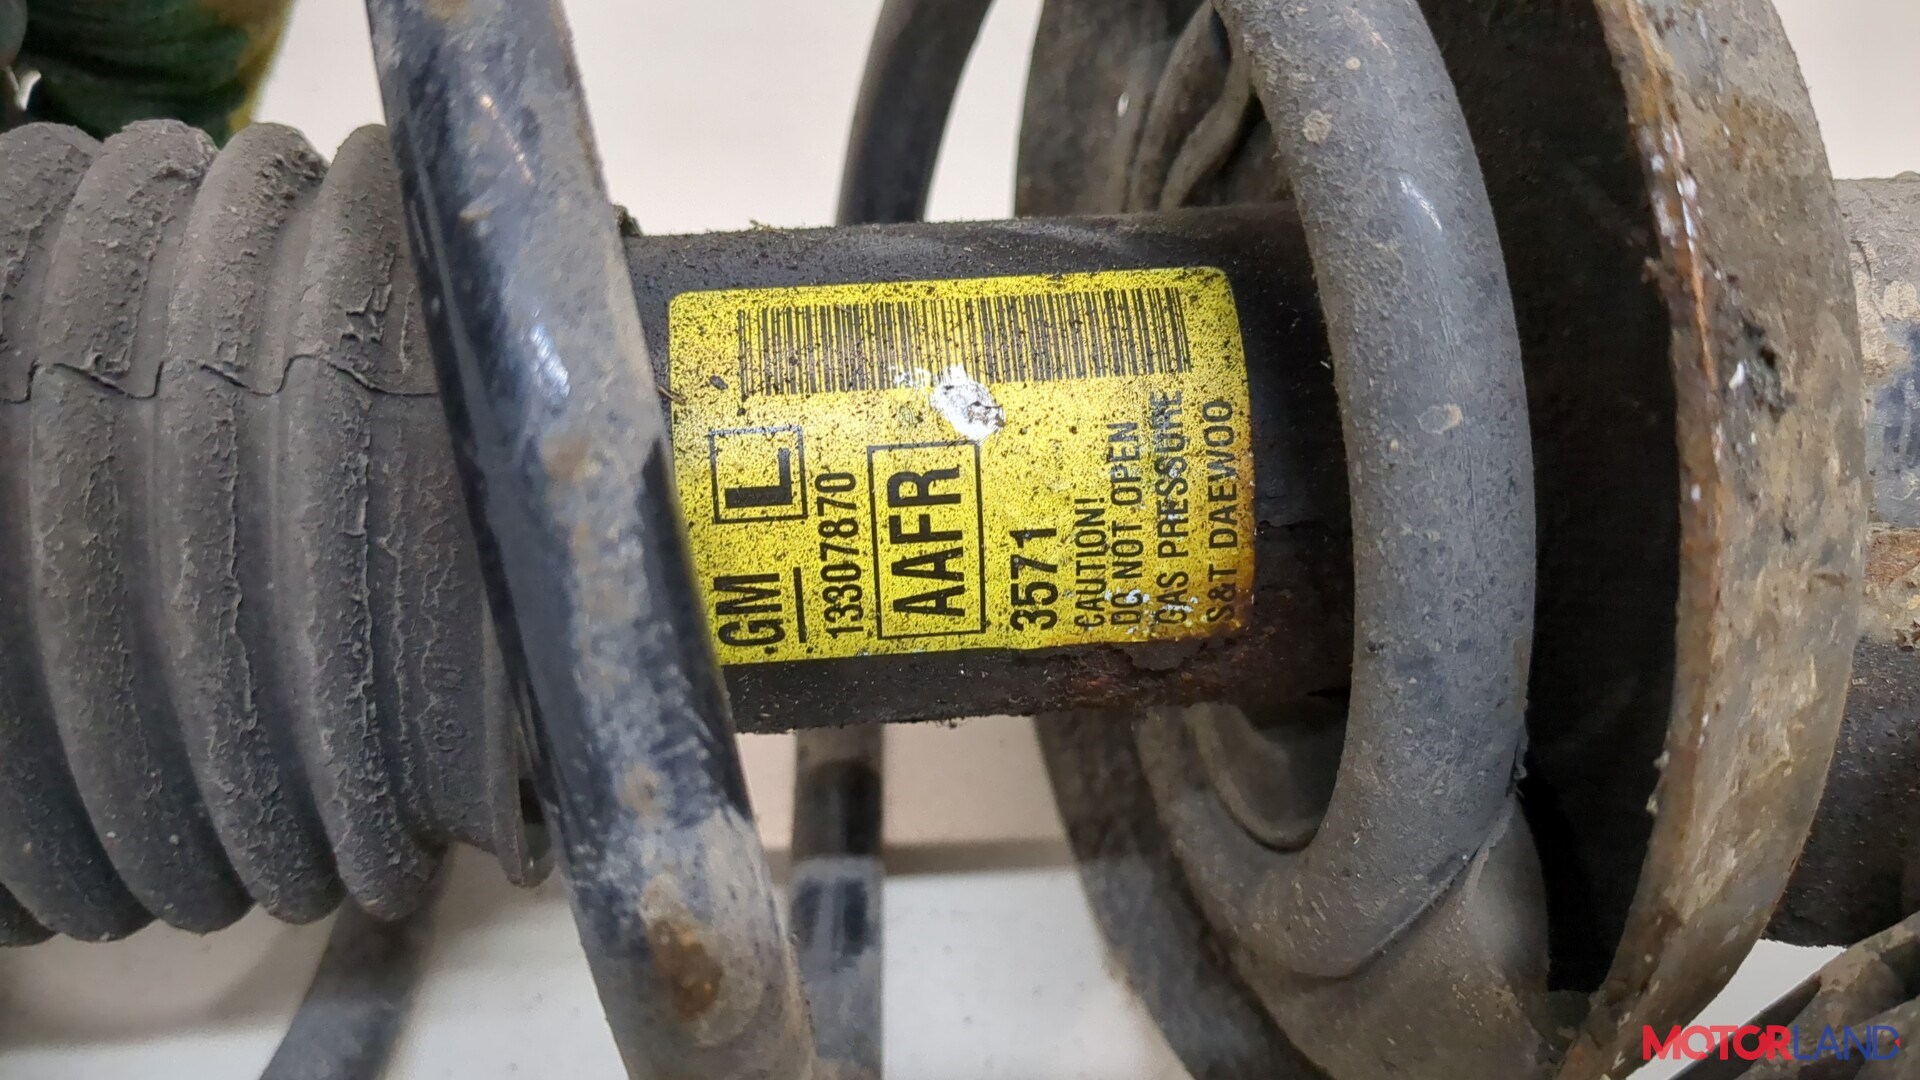 GM L
13307870
AAFR
3571
CAUTION!
DO NOT OPEN
GAS PRESSURE
S&T DAEWOO
MOTORLAND